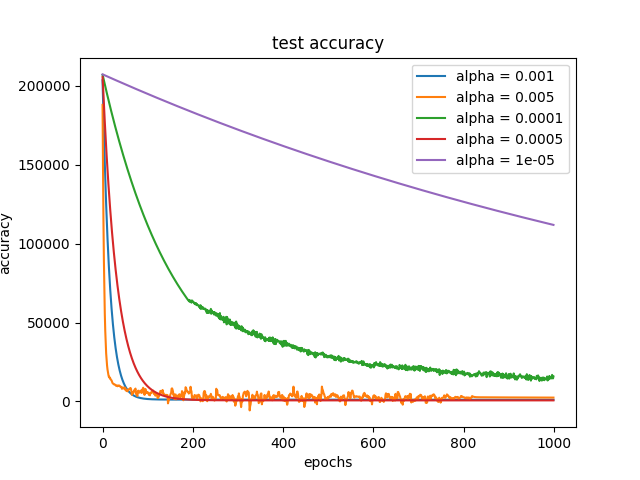 test accuracy
alpha = 0.001
alpha = 0.005
alpha = 0.0001
alpha = 0.0005
alpha = 1e-05
accuracy
200000
150000
100000
50000
0
0 200 400 600 800 1000
epochs